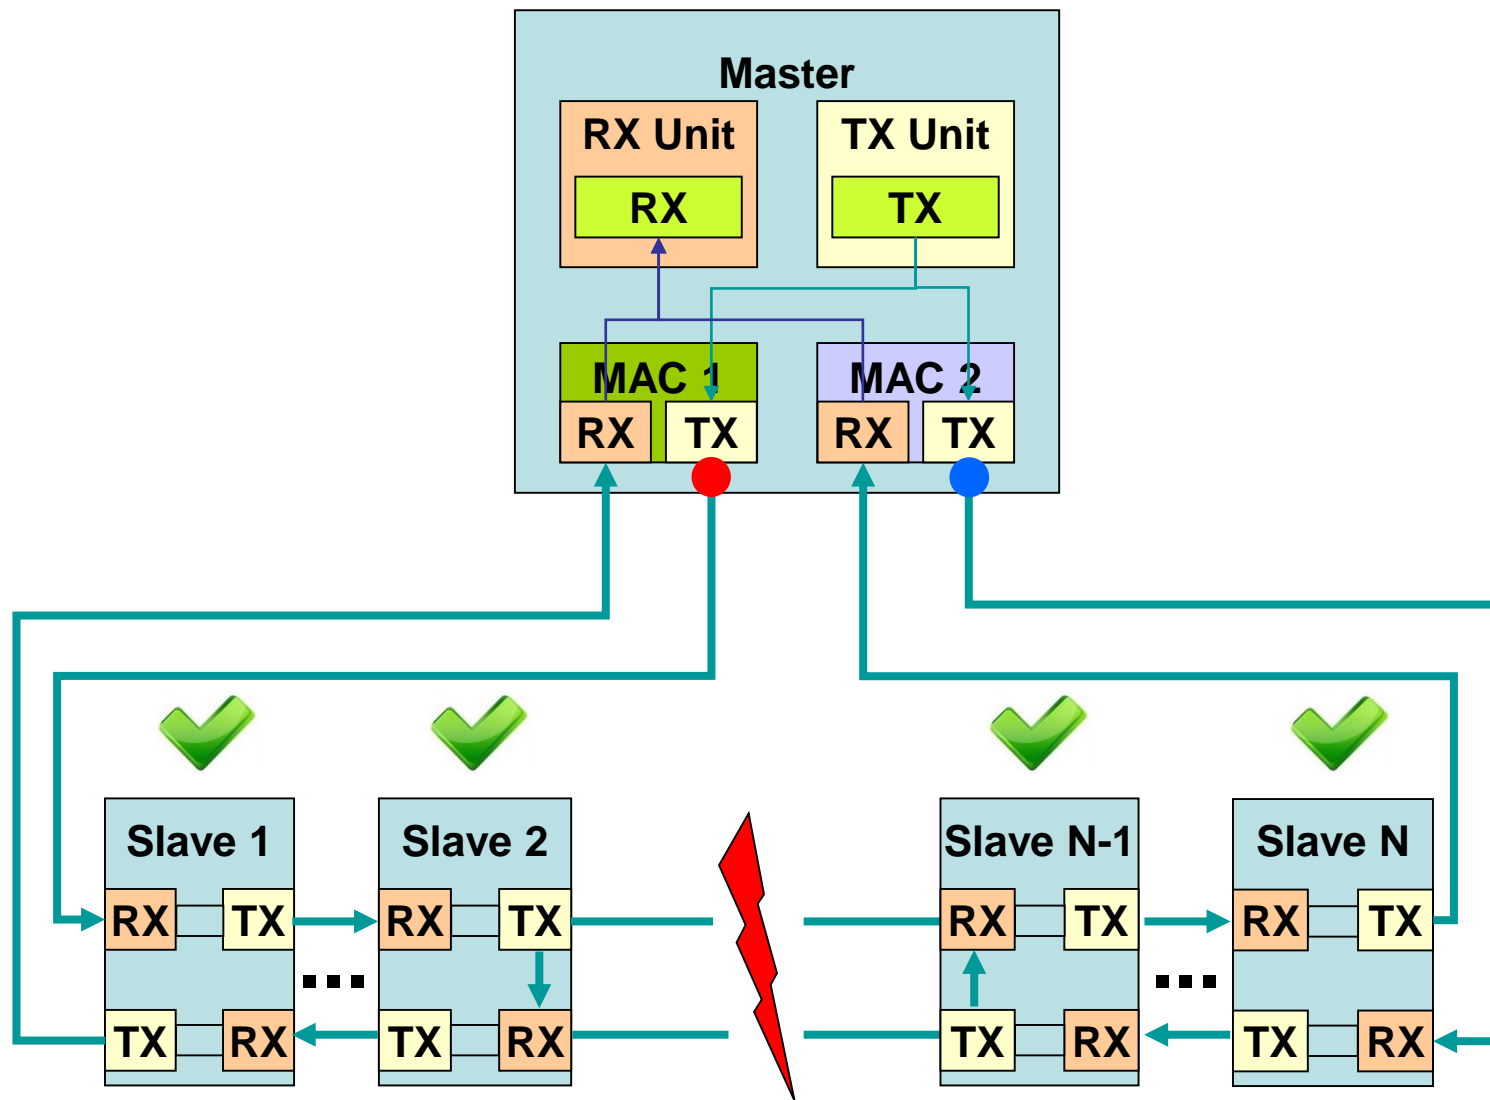 Master
RX Unit
TX Unit
RX
TX
MAC 1
MAC 2
RX
TX
RX
TX
Slave 1
Slave 2
Slave N-1
Slave N
RX
TX
RX
TX
RX
TX
RX
TX
TX
RX
TX
RX
TX
RX
TX
RX